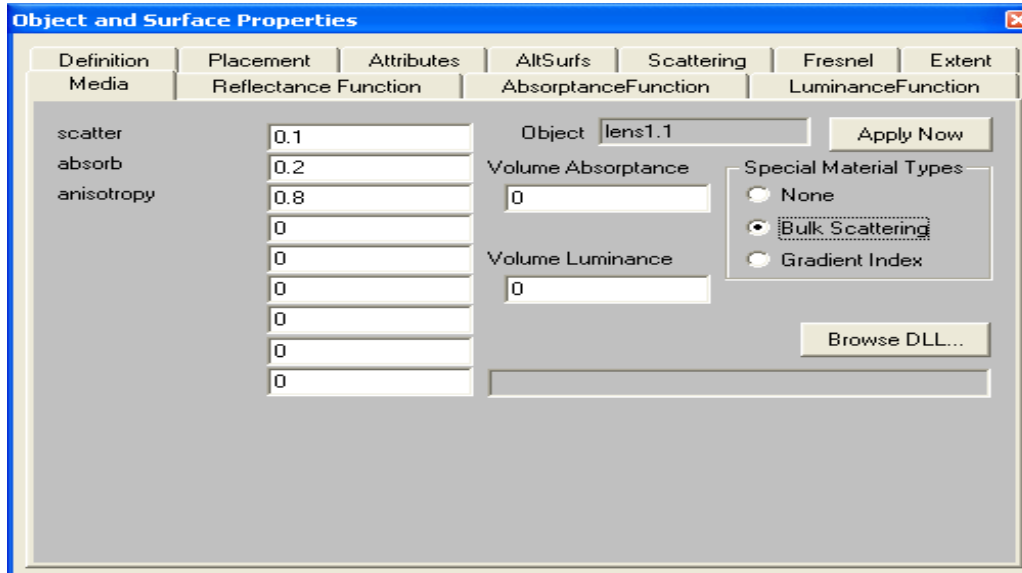 Object and Surface Properties
Definition Placement Attributes AltSurfs Scattering Fresnel Extent
Media Reflectance Function AbsorptanceFunction LuminanceFunction
scatter 0.1 Object lens1.1 Apply Now
absorb 0.2 Volume Absorptance Special Material Types
anisotropy 0.8 0 None
0 Bulk Scattering
0 Volume Luminance Gradient Index
0 0
0 Browse DLL...
0
0